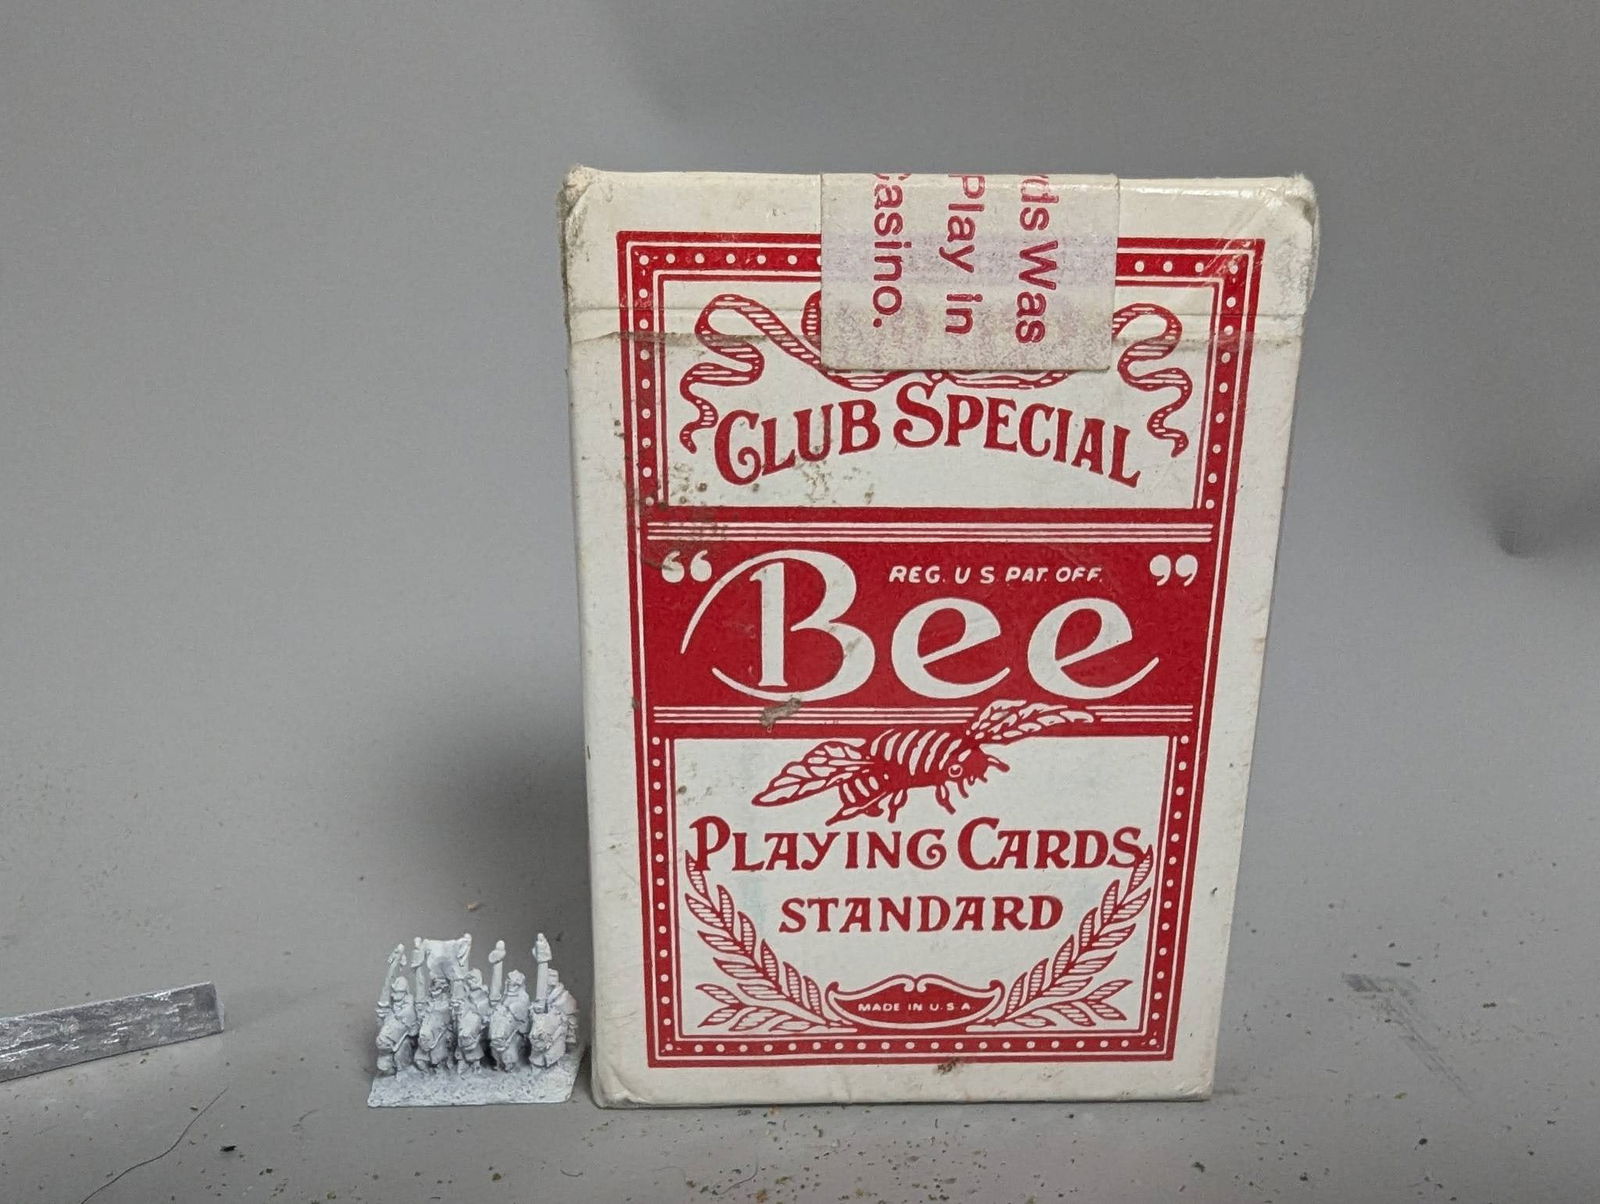 ds Was
Play in
Casino.
CLUB SPECIAL
“Bee”
REG. U S PAT. OFF.
PLAYING CARDS
STANDARD
MADE IN U.S.A